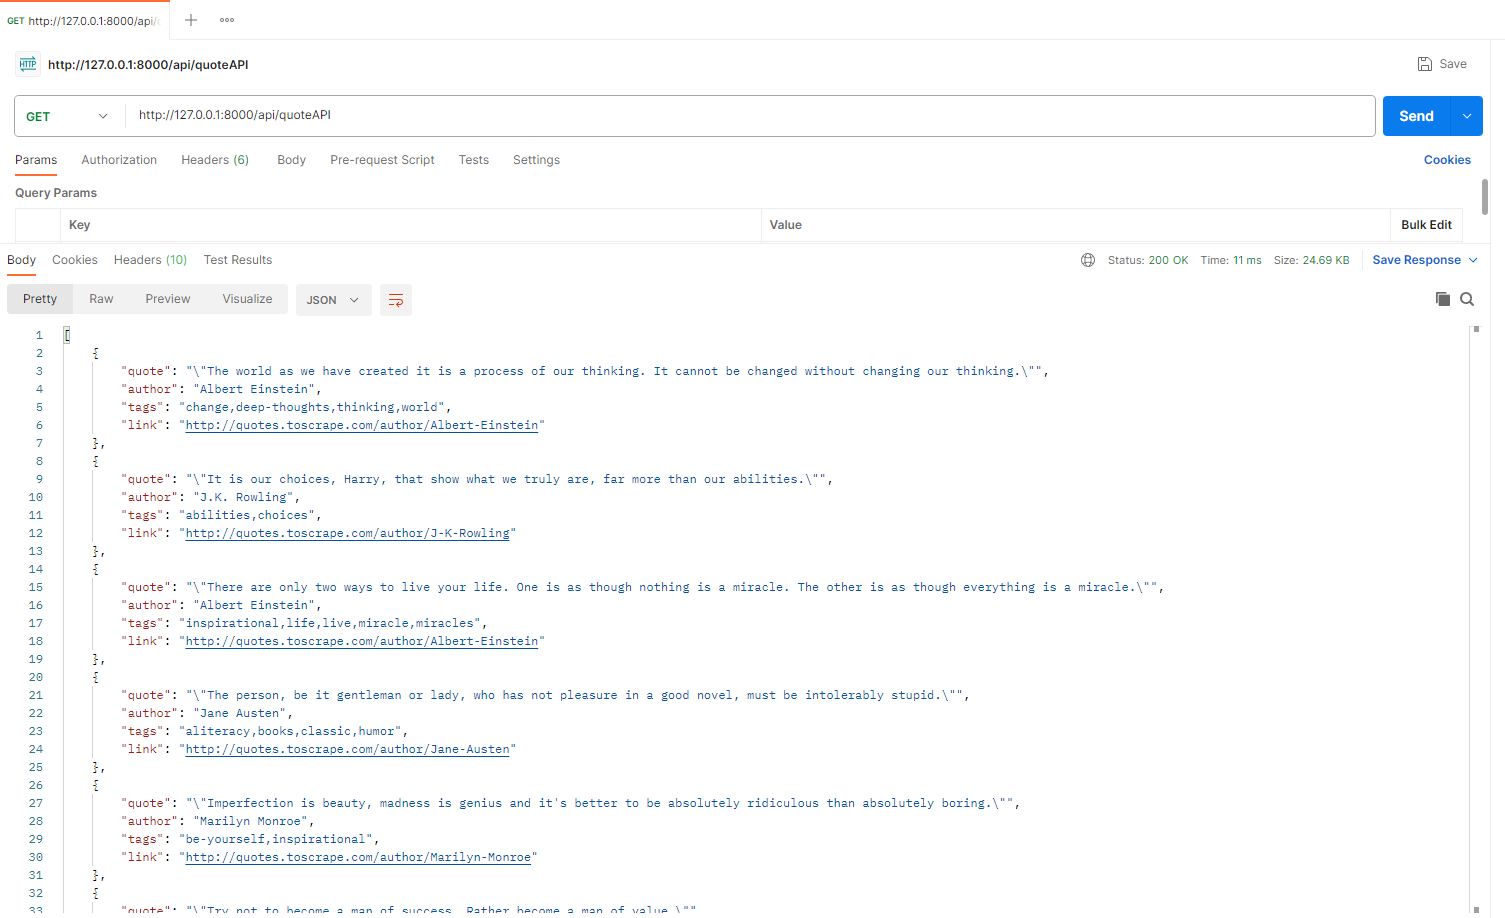 GET http://127.0.0.1:8000/api/
http://127.0.0.1:8000/api/quoteAPI
Save
GET http://127.0.0.1:8000/api/quoteAPI Send
Params Authorization Headers (6) Body Pre-request Script Tests Settings Cookies
Query Params
Key Value Bulk Edit
Body Cookies Headers (10) Test Results Status: 200 OK Time: 11 ms Size: 24.69 KB Save Response
Pretty Raw Preview Visualize JSON
1 [
2 {
3 "quote": "\"The world as we have created it is a process of our thinking. It cannot be changed without changing our thinking.\"",
4 "author": "Albert Einstein",
5 "tags": "change,deep-thoughts,thinking,world",
6 "link": "http://quotes.toscrape.com/author/Albert-Einstein"
7 },
8 {
9 "quote": "\"It is our choices, Harry, that show what we truly are, far more than our abilities.\"",
10 "author": "J.K. Rowling",
11 "tags": "abilities,choices",
12 "link": "http://quotes.toscrape.com/author/J-K-Rowling"
13 },
14 {
15 "quote": "\"There are only two ways to live your life. One is as though nothing is a miracle. The other is as though everything is a miracle.\"",
16 "author": "Albert Einstein",
17 "tags": "inspirational,life,live,miracle,miracles",
18 "link": "http://quotes.toscrape.com/author/Albert-Einstein"
19 },
20 {
21 "quote": "\"The person, be it gentleman or lady, who has not pleasure in a good novel, must be intolerably stupid.\"",
22 "author": "Jane Austen",
23 "tags": "aliteracy,books,classic,humor",
24 "link": "http://quotes.toscrape.com/author/Jane-Austen"
25 },
26 {
27 "quote": "\"Imperfection is beauty, madness is genius and it's better to be absolutely ridiculous than absolutely boring.\"",
28 "author": "Marilyn Monroe",
29 "tags": "be-yourself,inspirational",
30 "link": "http://quotes.toscrape.com/author/Marilyn-Monroe"
31 },
32 {
33 "quote": "\"Try not to become a man of success. Rather become a man of value.\""